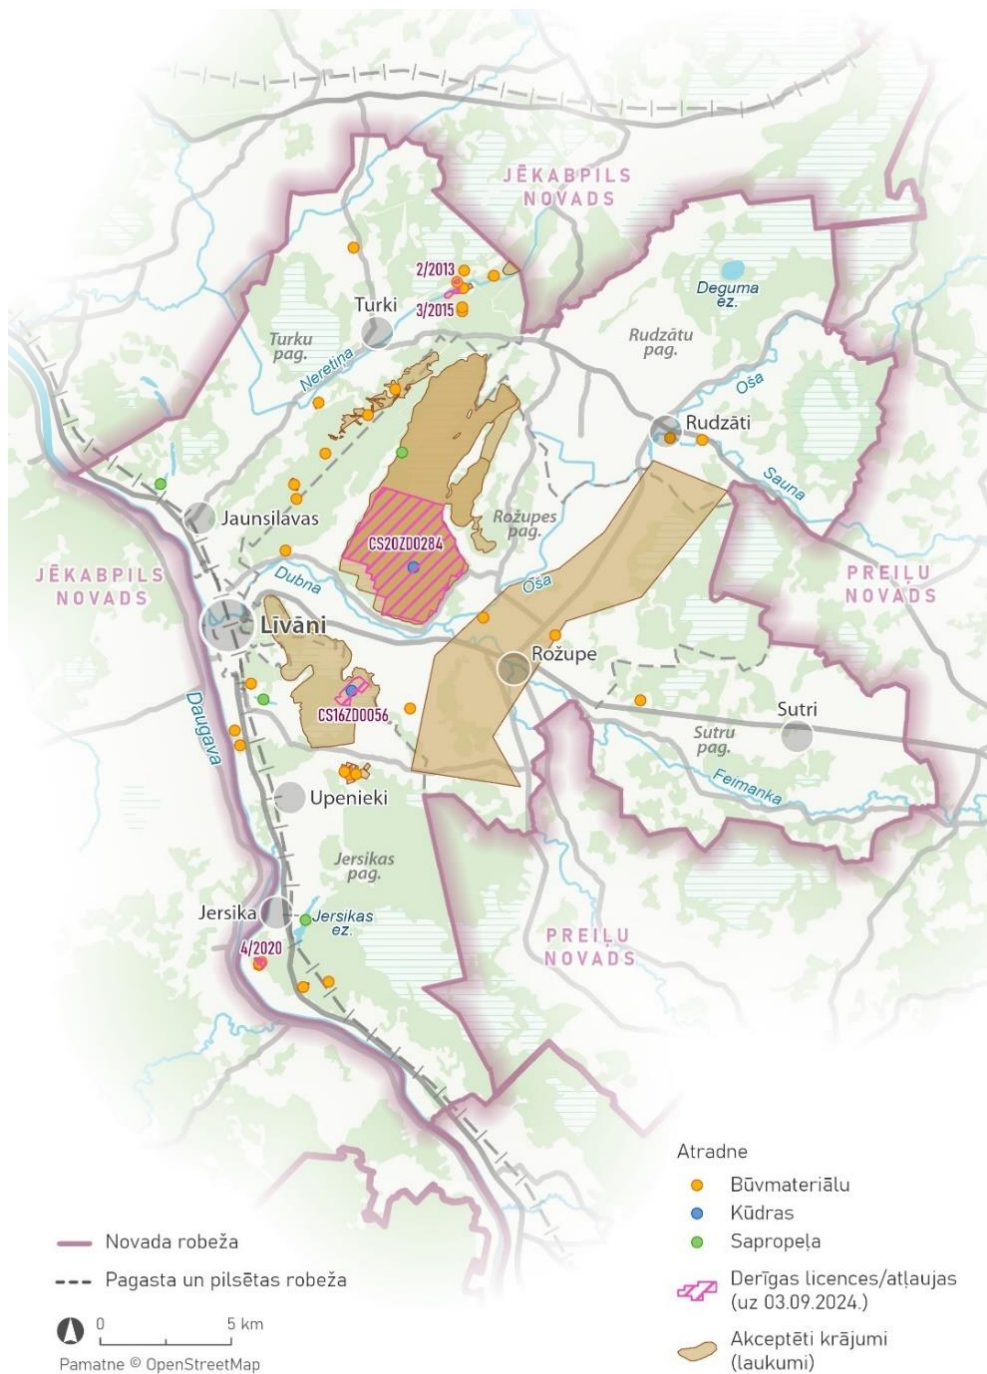 JĒKABPILS
NOVADS
2/2013
Deguma
ez.
Turki
3/2015
Turku
pag.
Rudzātu
pag.
Neretiņa
Oša
Rudzāti
Sauna
Jaunsilavas
Rožupes
pag.
CS20ZD0284
JĒKABPILS
NOVADS
Dubna
Oša
PREIĻU
NOVADS
Līvāni
Rožupe
CS16ZD0056
Daugava
Sutri
Sutru
pag.
Feimanka
Upenieki
Jersikas
pag.
Jersika
Jersikas
ez.
4/2020
PREIĻU
NOVADS
Atradne
Būvmateriālu
Kūdras
Sapropeļa
Derīgas licences/atļaujas
(uz 03.09.2024.)
Akceptēti krājumi
(laukumi)
Novada robeža
Pagasta un pilsētas robeža
0 5 km
Pamatne © OpenStreetMap